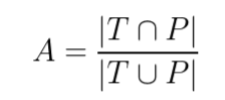 A = |T ∩ P| / |T ∪ P|